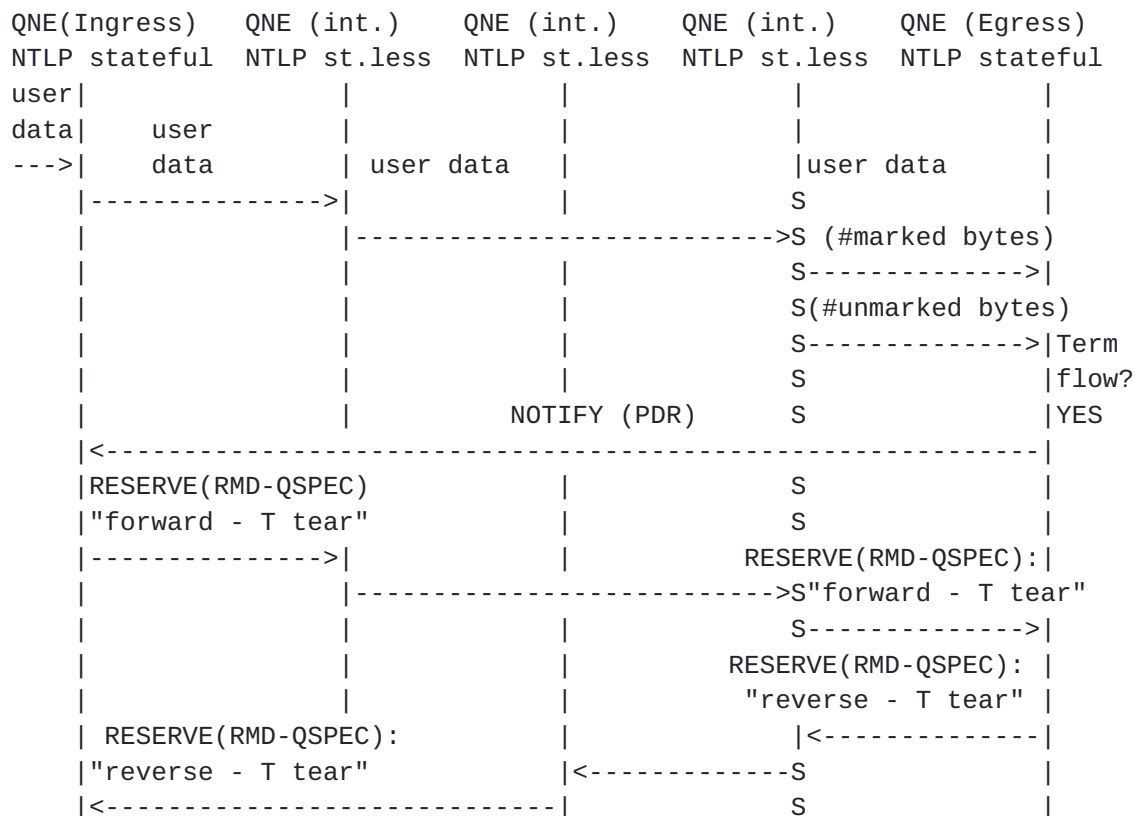 QNE(Ingress)   QNE (int.)   QNE (int.)   QNE (int.)   QNE (Egress)
NTLP stateful  NTLP st.less  NTLP st.less  NTLP st.less  NTLP stateful
user|                |             |              |               |
data|    user        |             |              |               |
--->|    data        | user data   |              |user data      |
    |--------------->|             |              S               |
    |                |--------------------------->S (#marked bytes)
    |                |             |              S-------------->|
    |                |             |              S(#unmarked bytes)
    |                |             |              S-------------->|Term
    |                |             |              S               |flow?
    |                |          NOTIFY (PDR)      S               |YES
    |<------------------------------------------------------------|
    |RESERVE(RMD-QSPEC)            |              S               |
    |"forward - T tear"            |              S               |
    |--------------->|             |           RESERVE(RMD-QSPEC):|
    |                |--------------------------->S"forward - T tear"
    |                |             |              S-------------->|
    |                |             |          RESERVE(RMD-QSPEC): |
    |                |             |           "reverse - T tear" |
    | RESERVE(RMD-QSPEC):          |              |<--------------|
    |"reverse - T tear"            |<-------------S               |
    |<-----------------------------|              S               |